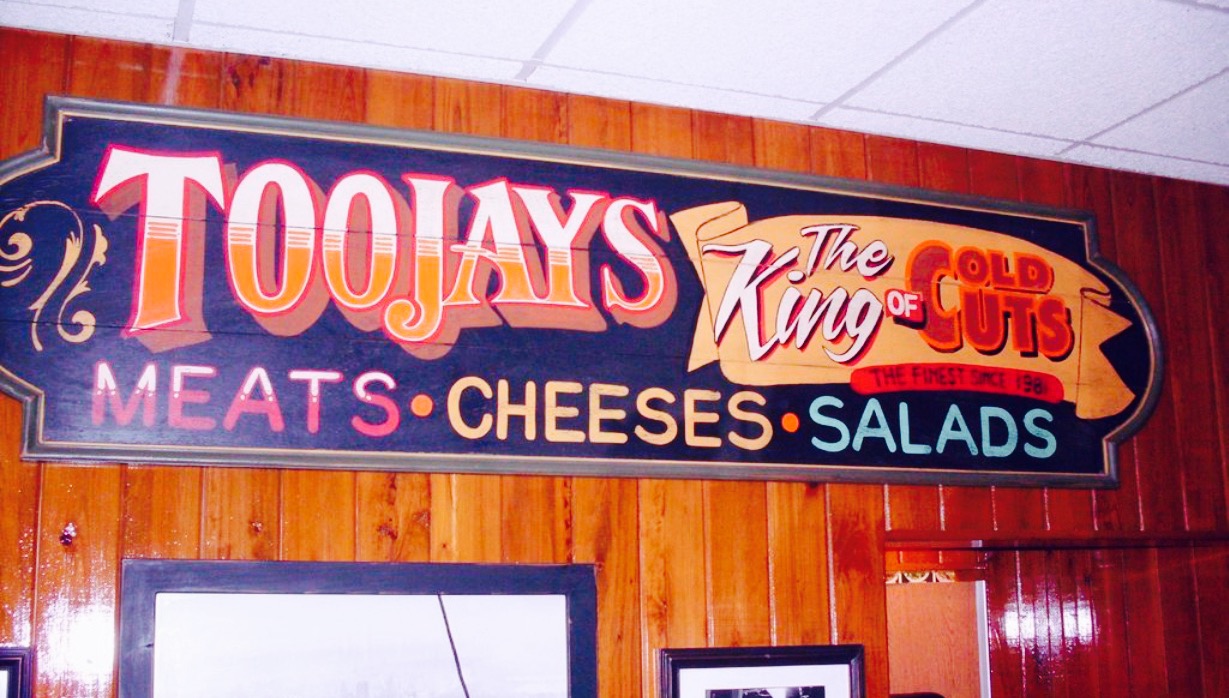 TOOJAYS
The
King OF COLD
CUTS
THE FINEST SINCE 1981
MEATS • CHEESES • SALADS